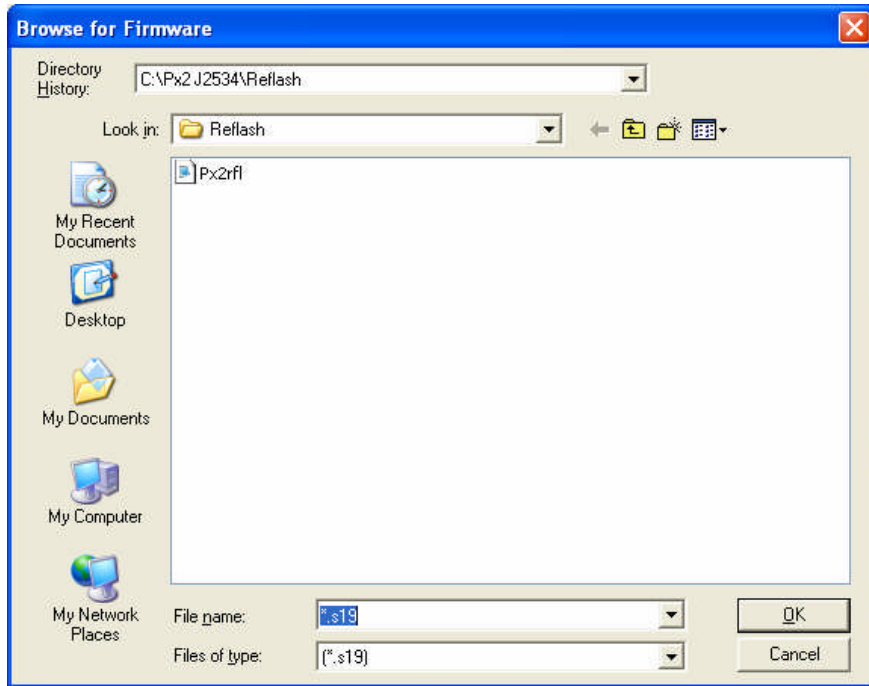 Browse for Firmware
Directory
History:
C:\Px2 J2534\Reflash
Look in:
Reflash
Px2rfl
My Recent
Documents
Desktop
My Documents
My Computer
My Network
Places
File name:
*.s19
OK
Files of type:
(*.s19)
Cancel